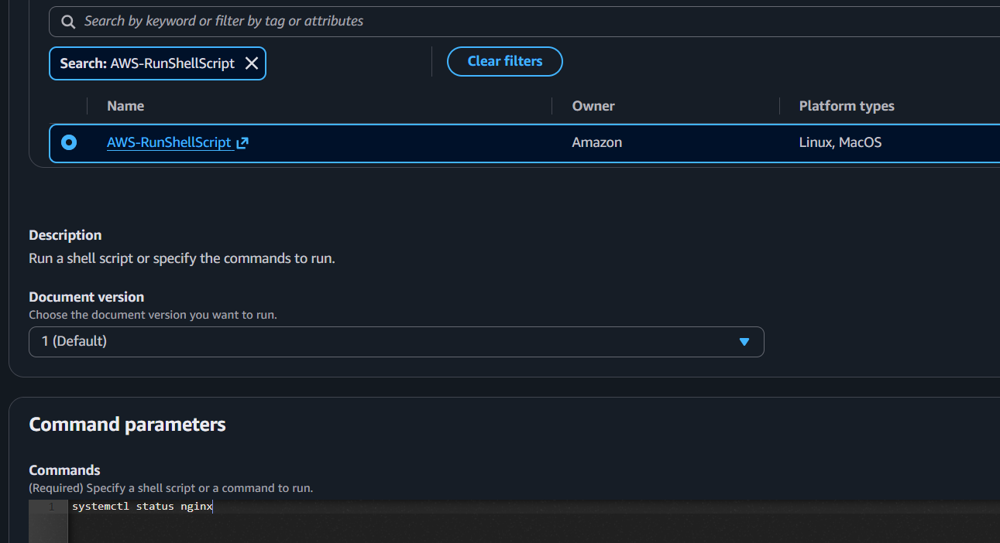 Search by keyword or filter by tag or attributes
Search: AWS-RunShellScript
Clear filters
Name Owner Platform types
AWS-RunShellScript Amazon Linux, MacOS
Description
Run a shell script or specify the commands to run.
Document version
Choose the document version you want to run.
1 (Default)
Command parameters
Commands
(Required) Specify a shell script or a command to run.
1 systemctl status nginx